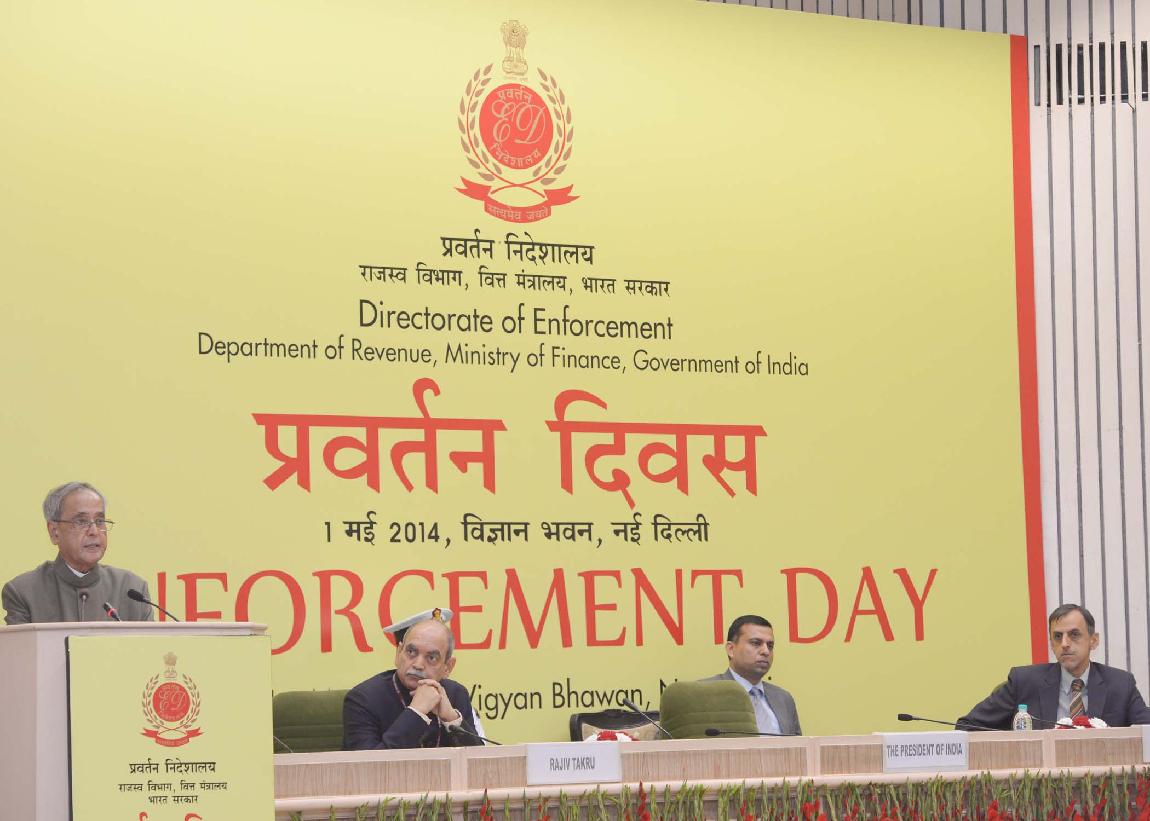 प्रवर्तन
ED
निदेशालय
सत्यमेव जयते
प्रवर्तन निदेशालय
राजस्व विभाग, वित्त मंत्रालय, भारत सरकार
Directorate of Enforcement
Department of Revenue, Ministry of Finance, Government of India
प्रवर्तन दिवस
1 मई 2014, विज्ञान भवन, नई दिल्ली
NFORCEMENT DAY
Vigyan Bhawan, N
RAJIV TAKRU
THE PRESIDENT OF INDIA
ED
प्रवर्तन निदेशालय
राजस्व विभाग, वित्त मंत्रालय
भारत सरकार